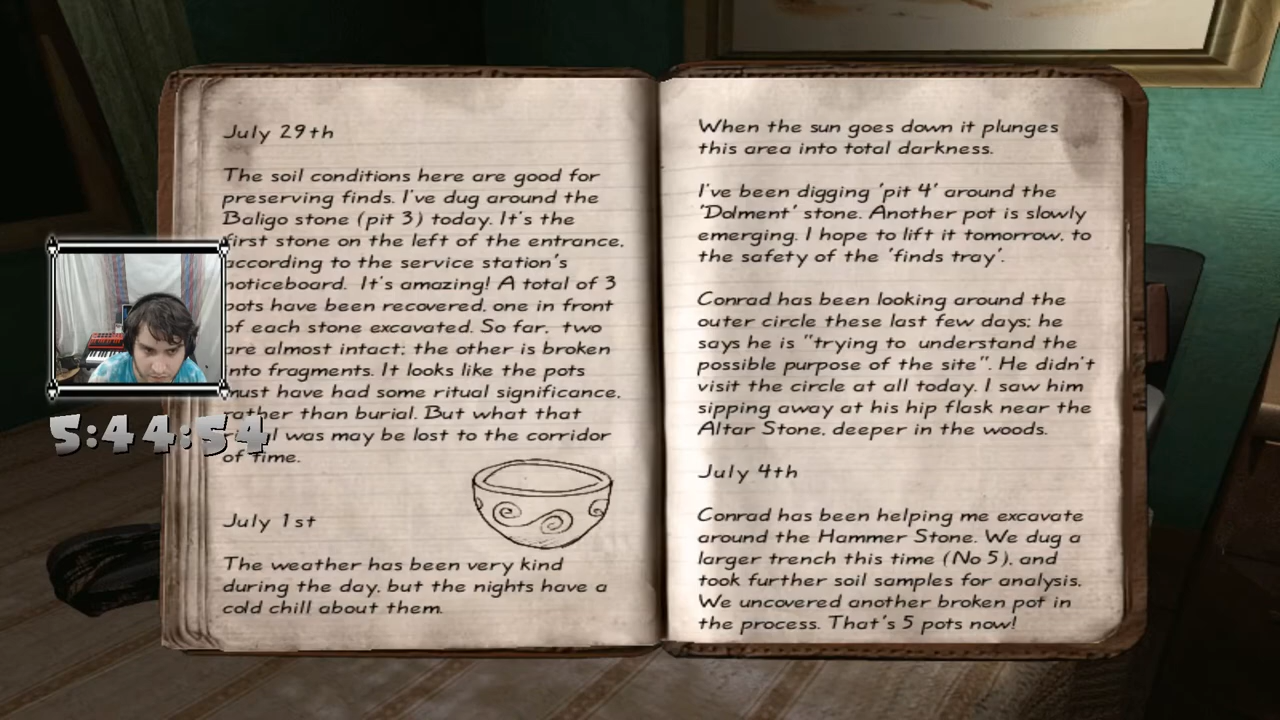 July 29th
The soil conditions here are good for
preserving finds. I've dug around the
Baligo stone (pit 3) today. It's the
first stone on the left of the entrance,
according to the service station's
noticeboard. It's amazing! A total of 3
pots have been recovered, one in front
of each stone excavated. So far, two
are almost intact; the other is broken
into fragments. It looks like the pots
must have had some ritual significance,
rather than burial. But what that
was may be lost to the corridor
of time.
July 1st
The weather has been very kind
during the day, but the nights have a
cold chill about them.
When the sun goes down it plunges
this area into total darkness.
I've been digging 'pit 4' around the
'Dolment' stone. Another pot is slowly
emerging. I hope to lift it tomorrow, to
the safety of the 'finds tray'.
Conrad has been looking around the
outer circle these last few days; he
says he is "trying to understand the
possible purpose of the site". He didn't
visit the circle at all today. I saw him
sipping away at his hip flask near the
Altar Stone, deeper in the woods.
July 4th
Conrad has been helping me excavate
around the Hammer Stone. We dug a
larger trench this time (No 5), and
took further soil samples for analysis.
We uncovered another broken pot in
the process. That's 5 pots now!
5:44:54